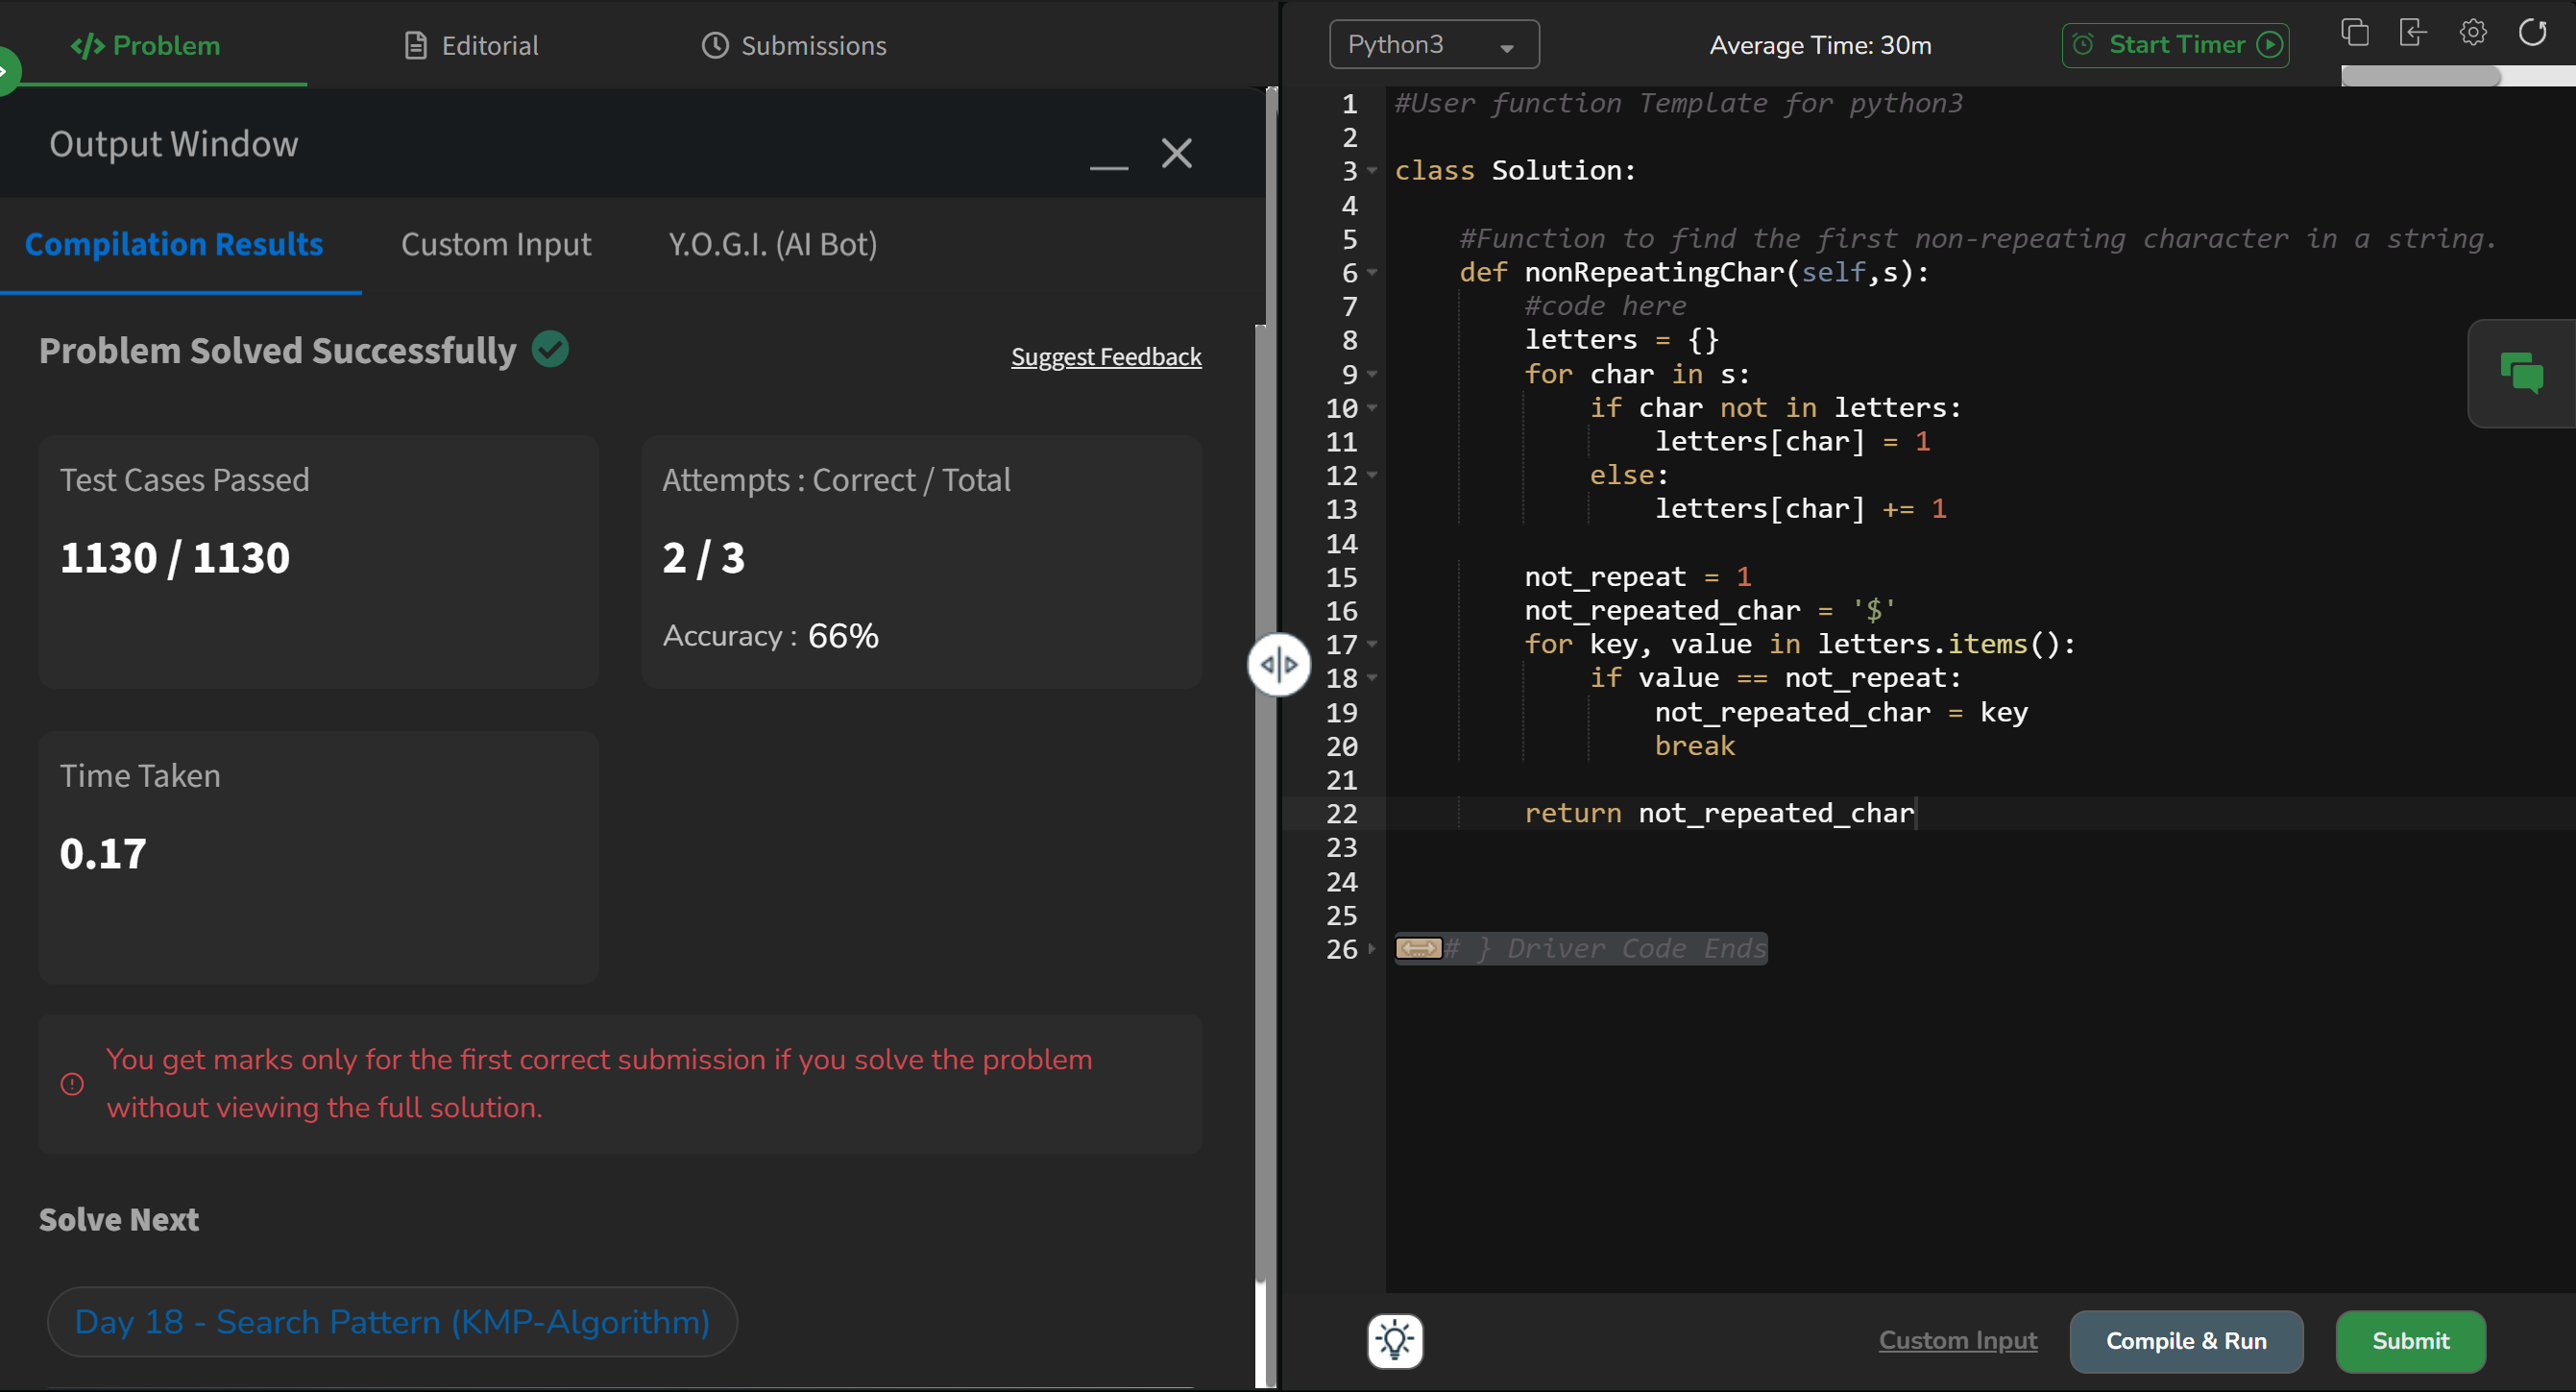 </> Problem
Editorial
Submissions
Output Window
Compilation Results
Custom Input
Y.O.G.I. (AI Bot)
Problem Solved Successfully
Suggest Feedback
Test Cases Passed
1130 / 1130
Attempts : Correct / Total
2 / 3
Accuracy : 66%
Time Taken
0.17
You get marks only for the first correct submission if you solve the problem
without viewing the full solution.
Solve Next
Day 18 - Search Pattern (KMP-Algorithm)
Python3
Average Time: 30m
Start Timer
1 #User function Template for python3
2
3 class Solution:
4
5     #Function to find the first non-repeating character in a string.
6     def nonRepeatingChar(self,s):
7         #code here
8         letters = {}
9         for char in s:
10             if char not in letters:
11                 letters[char] = 1
12             else:
13                 letters[char] += 1
14
15         not_repeat = 1
16         not_repeated_char = '$'
17         for key, value in letters.items():
18             if value == not_repeat:
19                 not_repeated_char = key
20                 break
21
22         return not_repeated_char
23
24
25
26 # } Driver Code Ends
Custom Input
Compile & Run
Submit